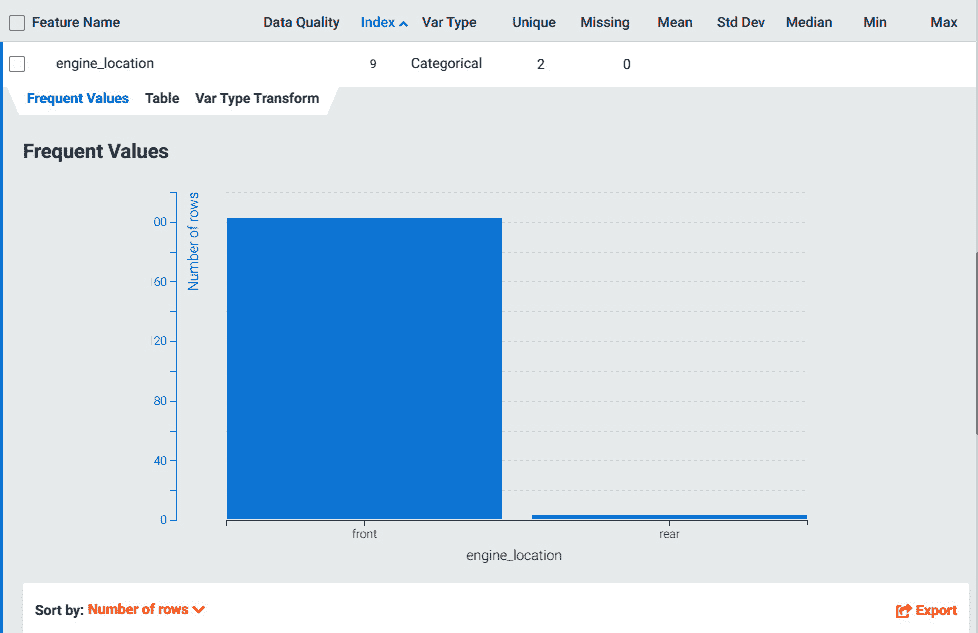 Feature Name Data Quality Index Var Type Unique Missing Mean Std Dev Median Min Max
engine_location 9 Categorical 2 0
Frequent Values Table Var Type Transform
Frequent Values
Number of rows
00
160
120
80
40
0
front rear
engine_location
Sort by: Number of rows Export